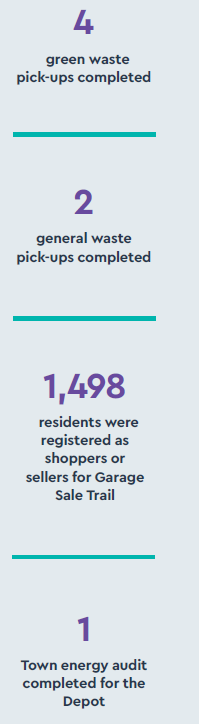 4
green waste
pick-ups completed
2
general waste
pick-ups completed
1,498
residents were
registered as
shoppers or
sellers for Garage
Sale Trail
1
Town energy audit
completed for the
Depot